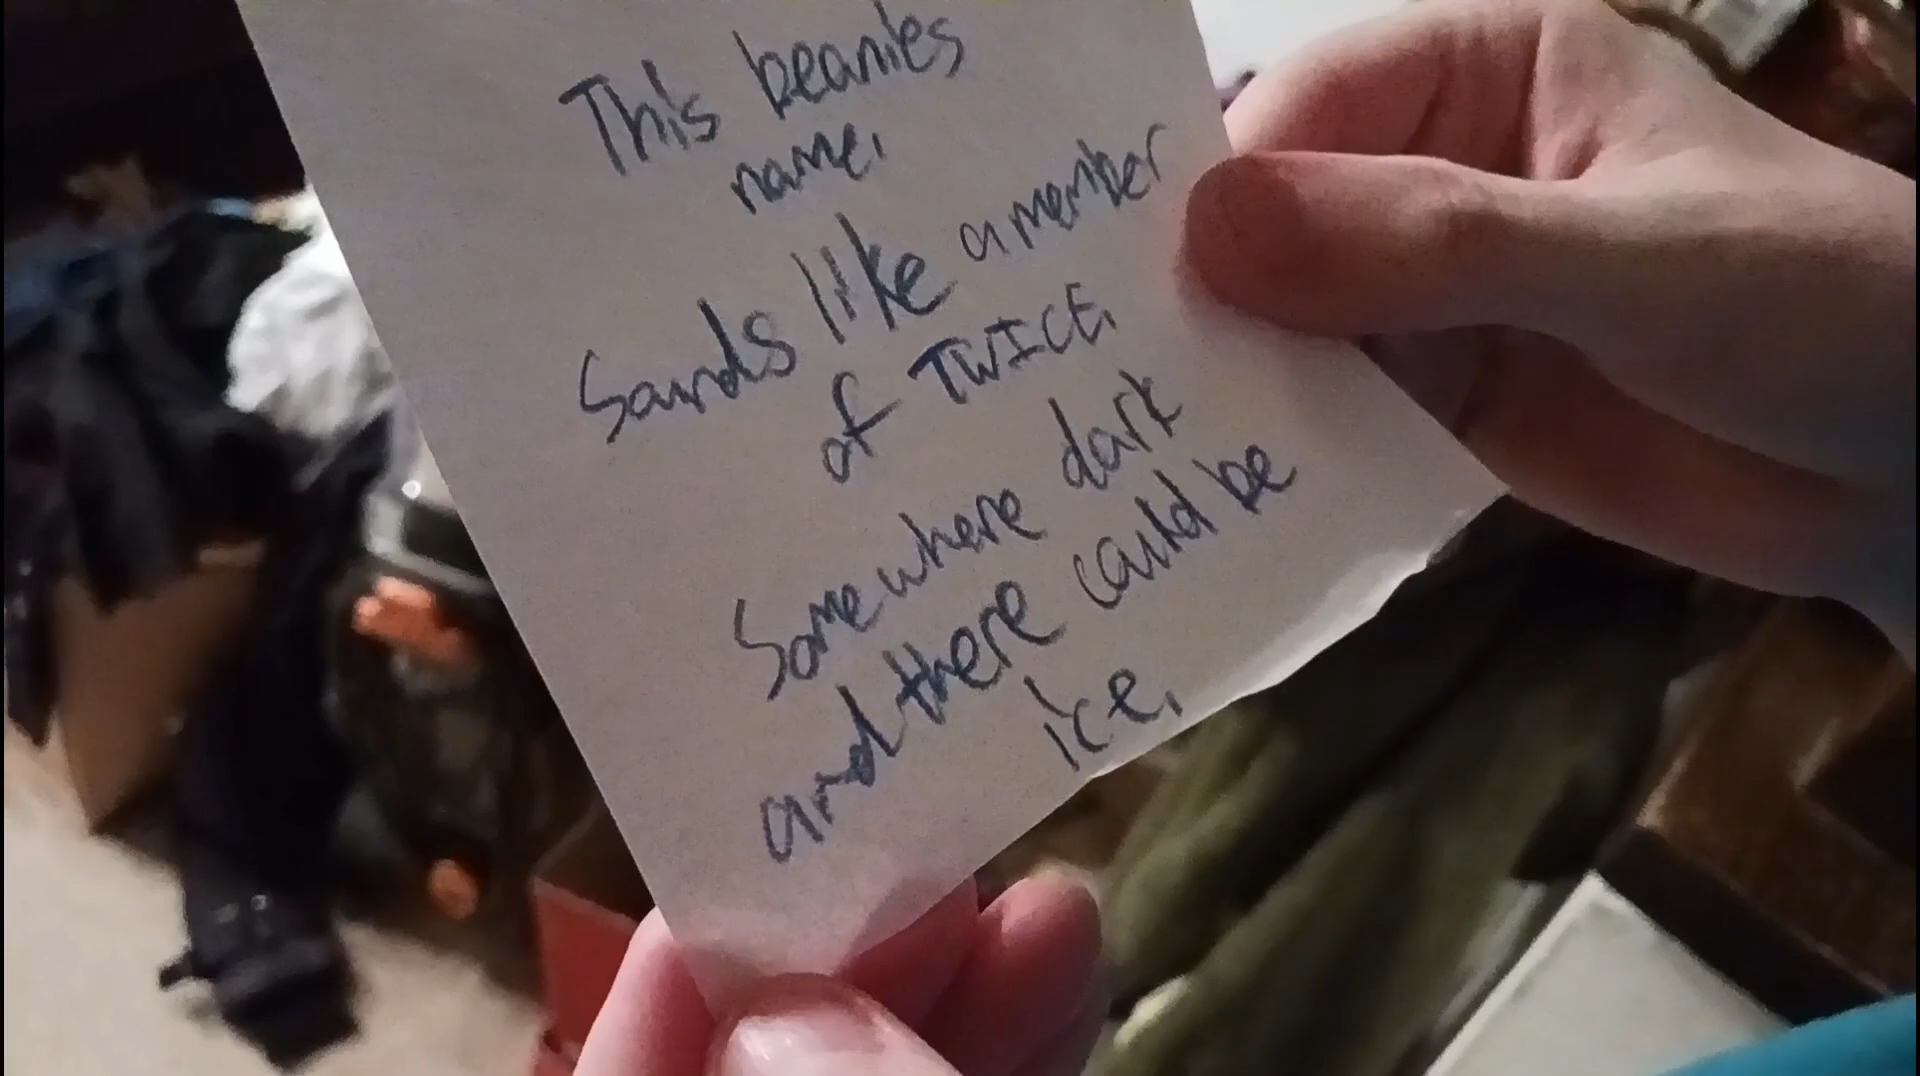 This beanies
name,
Sounds like a member
of TWICE,
Somewhere dark
and there could be
ice,